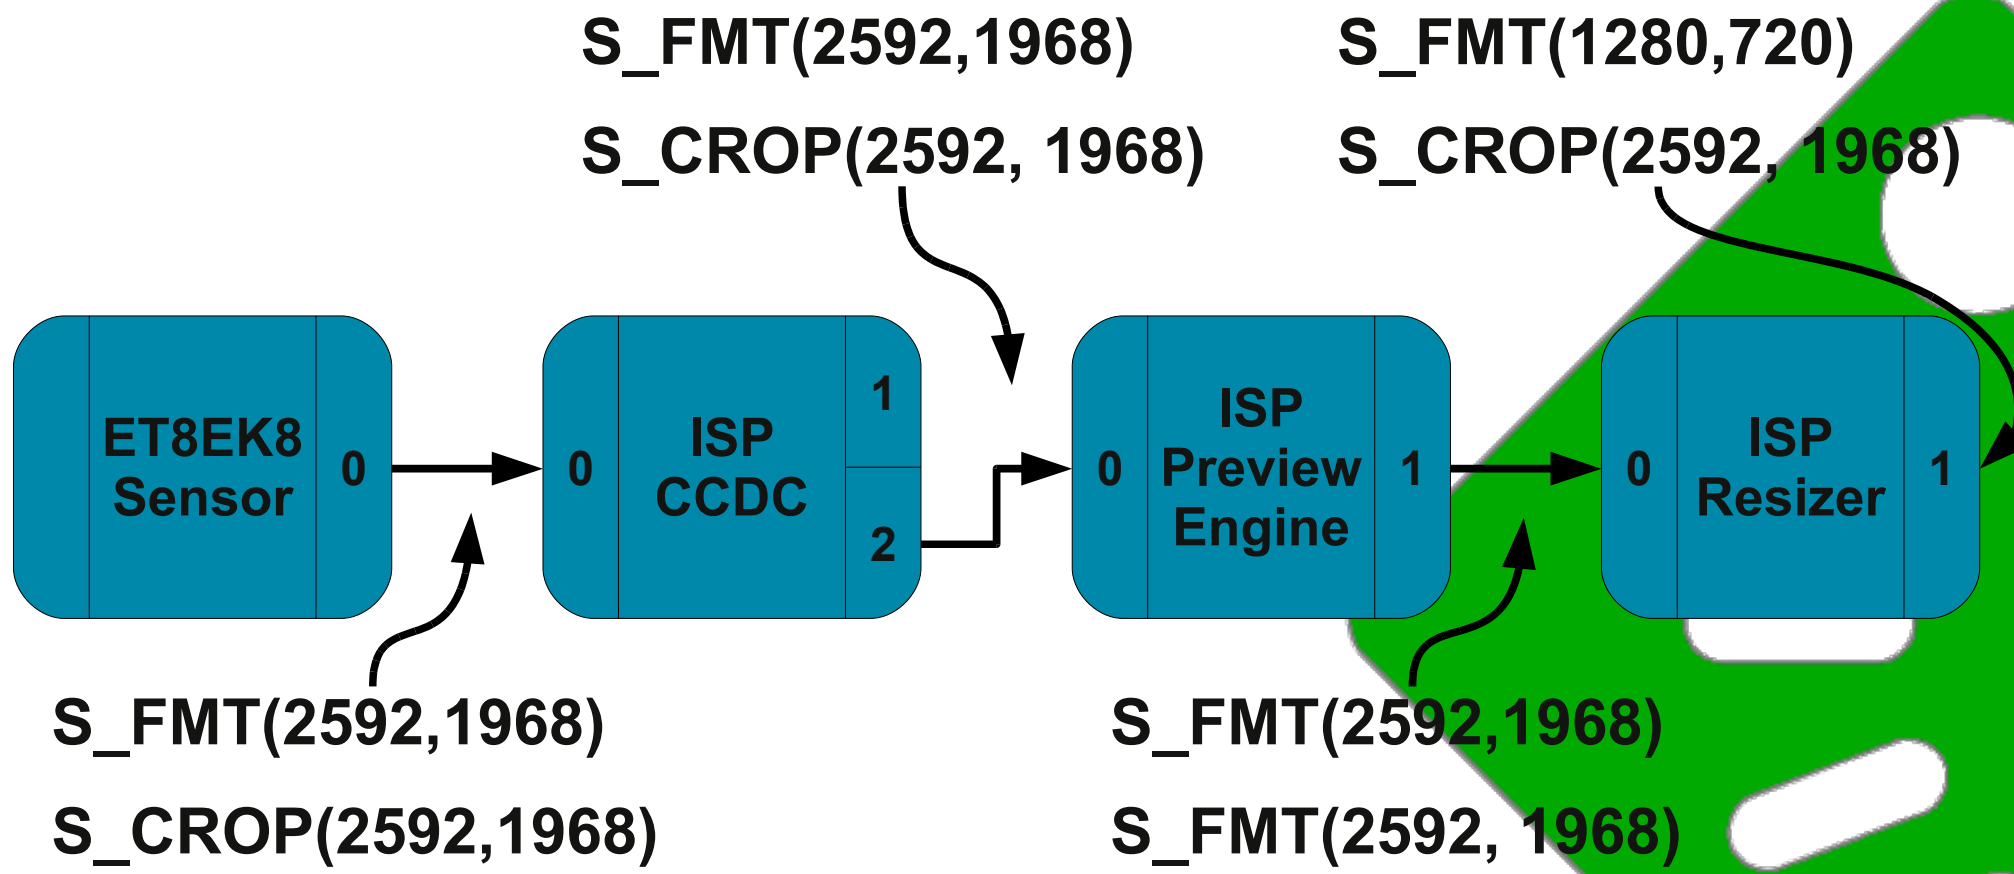 S_FMT(2592,1968)
S_CROP(2592, 1968)
S_FMT(1280,720)
S_CROP(2592, 1968)
ET8EK8
Sensor
0
0
ISP
CCDC
1
2
0
ISP
Preview
Engine
1
0
ISP
Resizer
1
S_FMT(2592,1968)
S_CROP(2592,1968)
S_FMT(2592,1968)
S_FMT(2592, 1968)